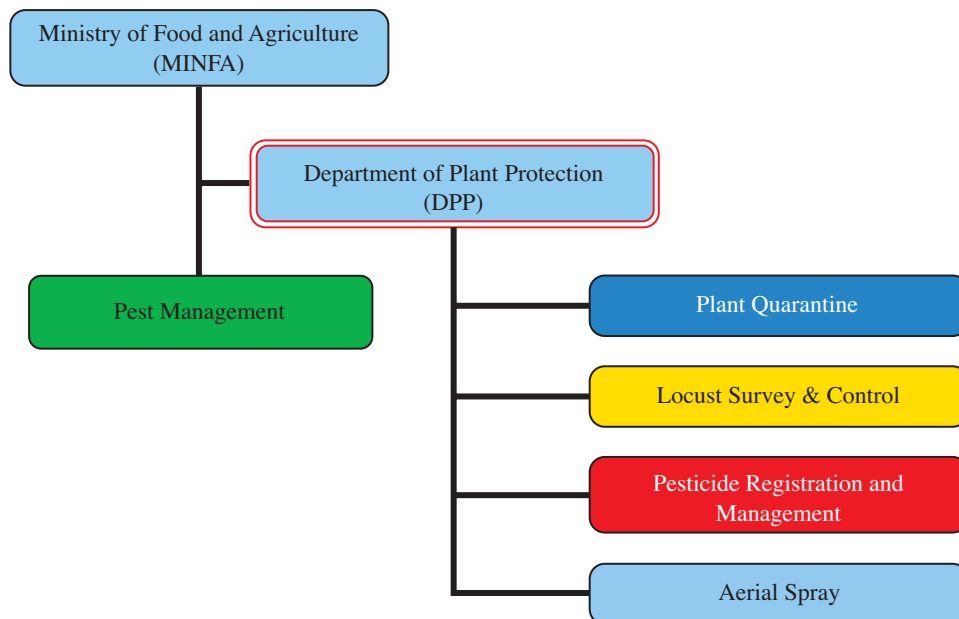 Ministry of Food and Agriculture
(MINFA)
Department of Plant Protection
(DPP)
Pest Management
Plant Quarantine
Locust Survey & Control
Pesticide Registration and
Management
Aerial Spray